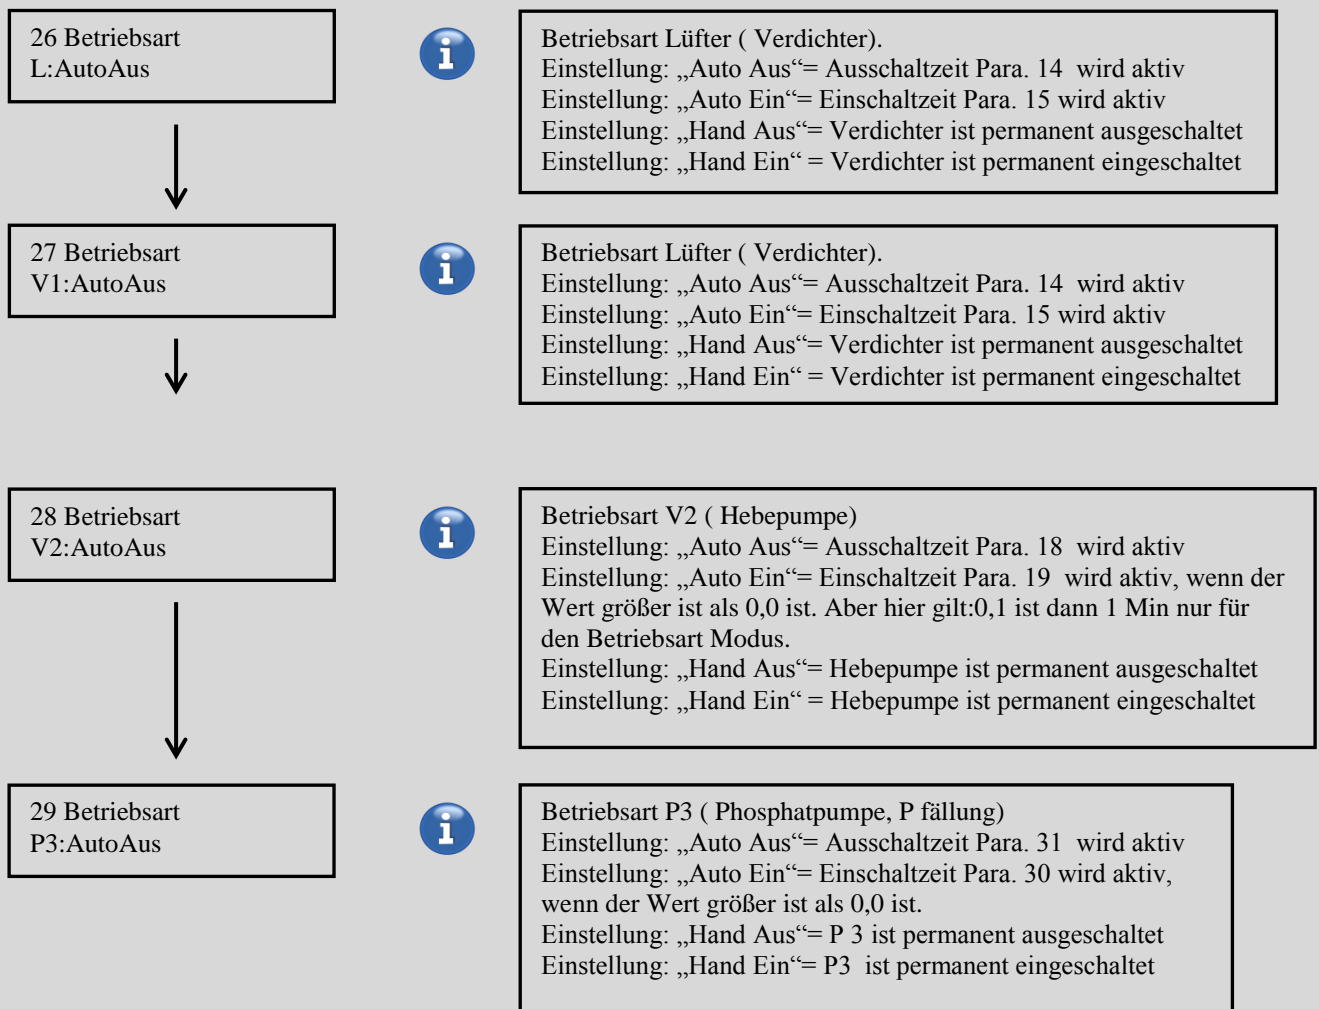 26 Betriebsart
L:AutoAus
Betriebsart Lüfter ( Verdichter).
Einstellung: „Auto Aus“= Ausschaltzeit Para. 14  wird aktiv
Einstellung: „Auto Ein“= Einschaltzeit Para. 15 wird aktiv
Einstellung: „Hand Aus“= Verdichter ist permanent ausgeschaltet
Einstellung: „Hand Ein“ = Verdichter ist permanent eingeschaltet
27 Betriebsart
V1:AutoAus
Betriebsart Lüfter ( Verdichter).
Einstellung: „Auto Aus“= Ausschaltzeit Para. 14  wird aktiv
Einstellung: „Auto Ein“= Einschaltzeit Para. 15 wird aktiv
Einstellung: „Hand Aus“= Verdichter ist permanent ausgeschaltet
Einstellung: „Hand Ein“ = Verdichter ist permanent eingeschaltet
28 Betriebsart
V2:AutoAus
Betriebsart V2 ( Hebepumpe)
Einstellung: „Auto Aus“= Ausschaltzeit Para. 18  wird aktiv
Einstellung: „Auto Ein“= Einschaltzeit Para. 19  wird aktiv, wenn der
Wert größer ist als 0,0 ist. Aber hier gilt:0,1 ist dann 1 Min nur für
den Betriebsart Modus.
Einstellung: „Hand Aus“= Hebepumpe ist permanent ausgeschaltet
Einstellung: „Hand Ein“ = Hebepumpe ist permanent eingeschaltet
29 Betriebsart
P3:AutoAus
Betriebsart P3 ( Phosphatpumpe, P fällung)
Einstellung: „Auto Aus“= Ausschaltzeit Para. 31  wird aktiv
Einstellung: „Auto Ein“= Einschaltzeit Para. 30 wird aktiv,
wenn der Wert größer ist als 0,0 ist.
Einstellung: „Hand Aus“= P 3 ist permanent ausgeschaltet
Einstellung: „Hand Ein“= P3  ist permanent eingeschaltet